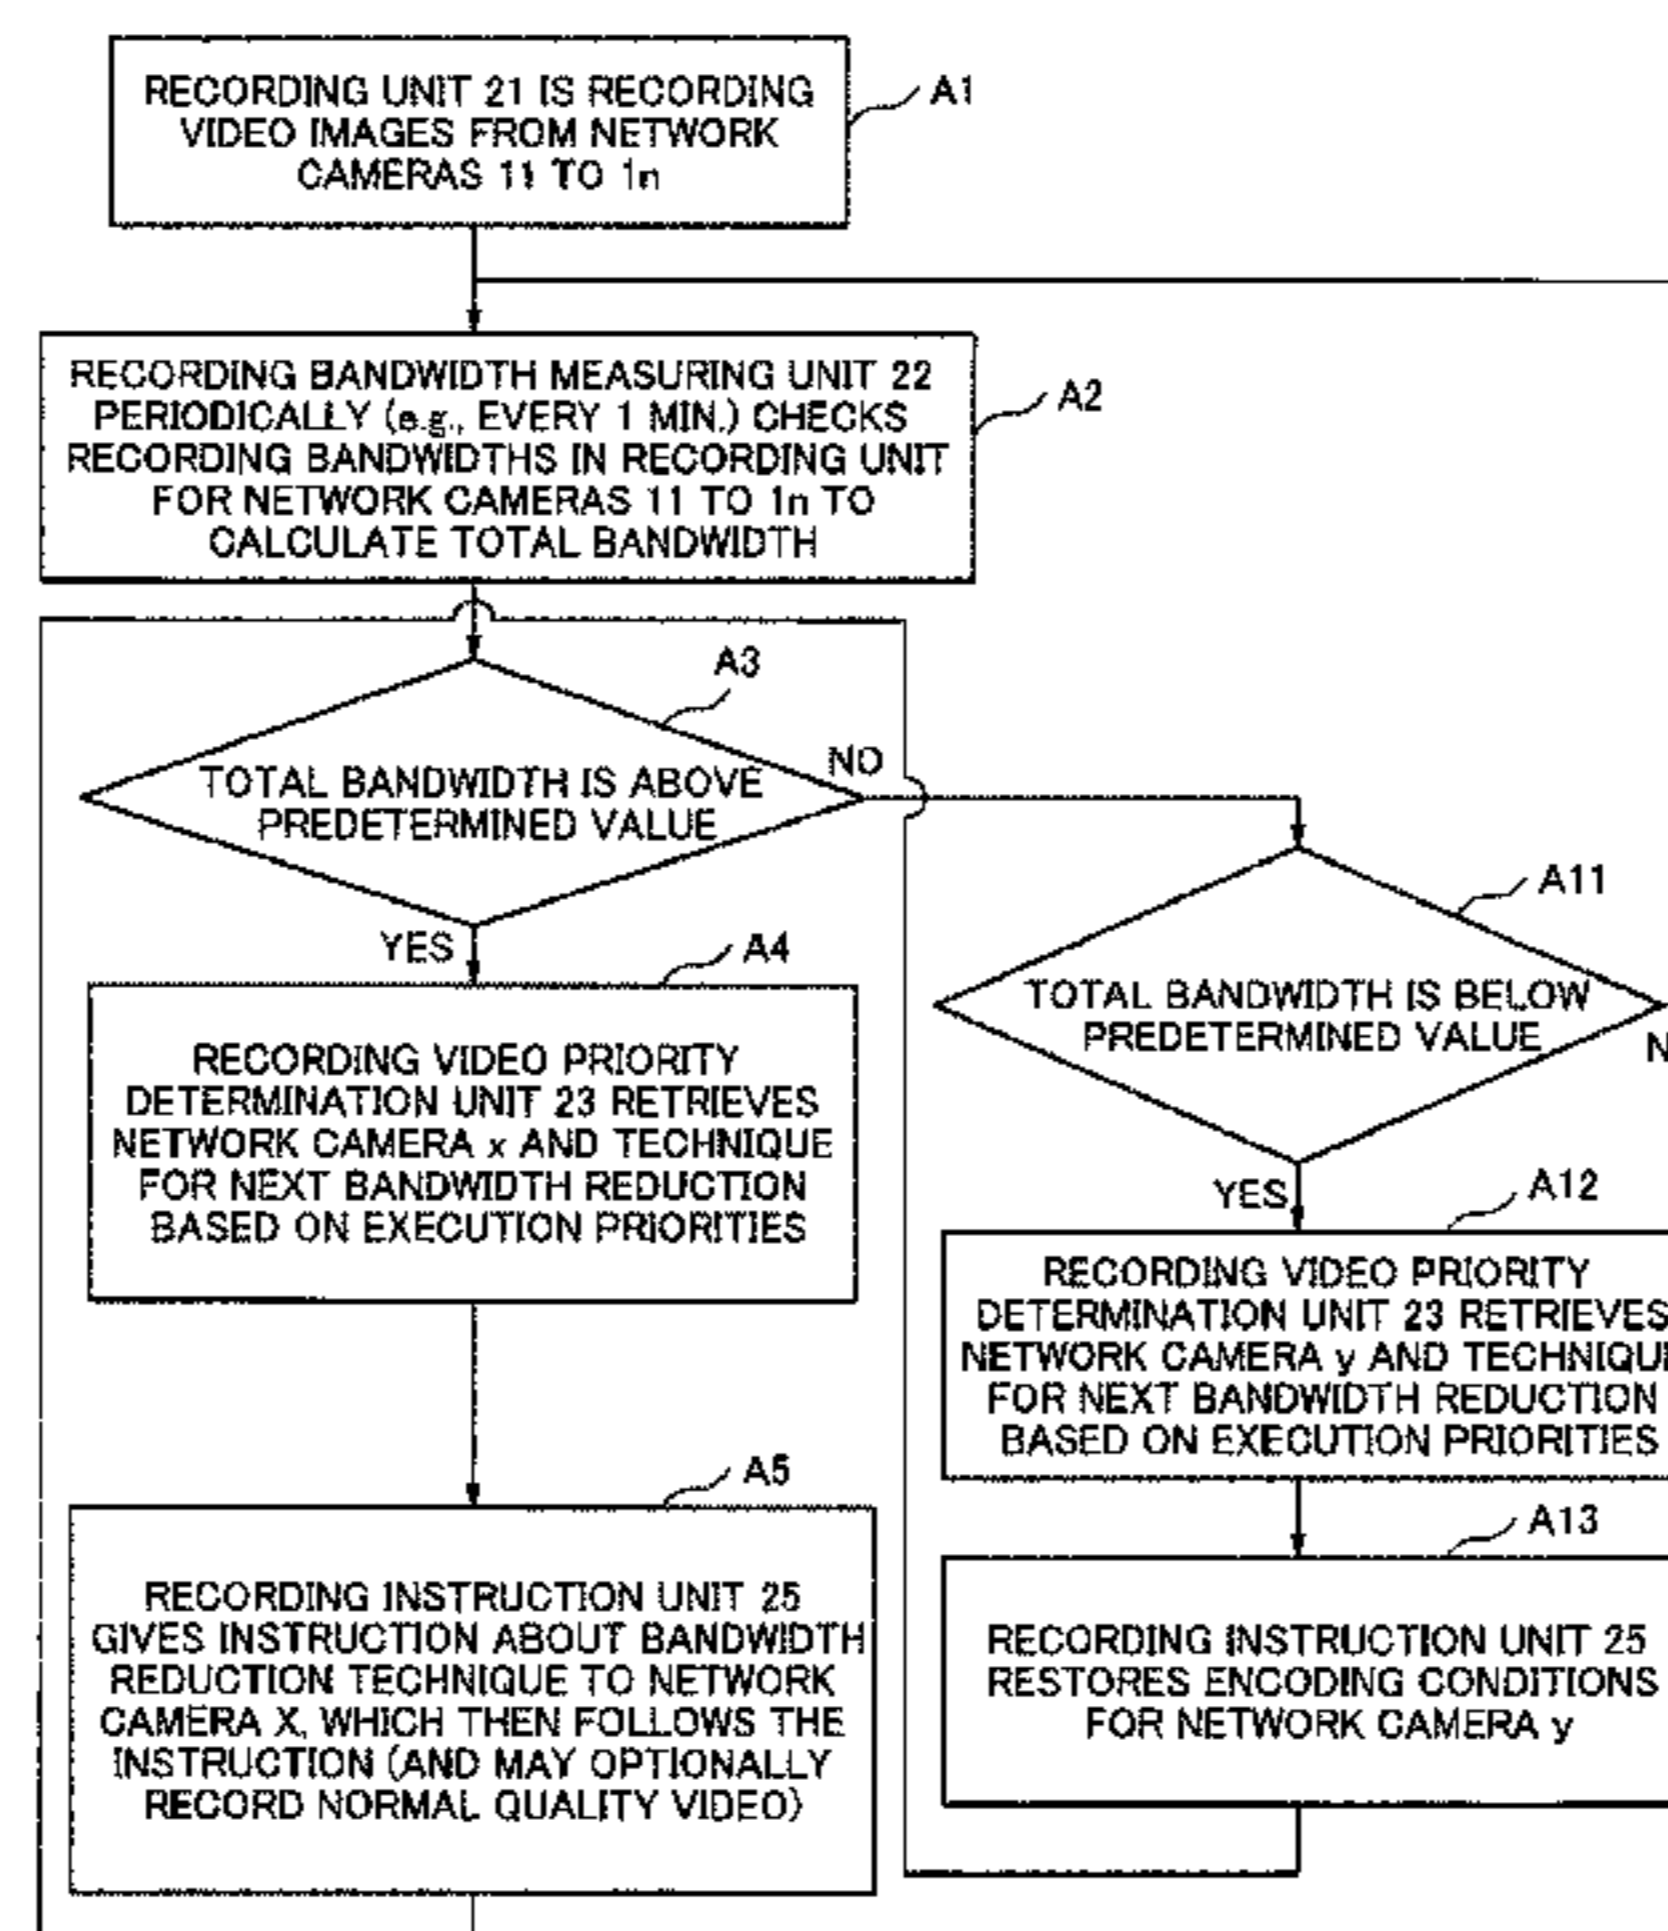 RECORDING UNIT 21 IS RECORDING
VIDEO IMAGES FROM NETWORK
CAMERAS 11 TO 1n
A1
RECORDING BANDWIDTH MEASURING UNIT 22
PERIODICALLY (e.g., EVERY 1 MIN.) CHECKS
RECORDING BANDWIDTHS IN RECORDING UNIT
FOR NETWORK CAMERAS 11 TO 1n TO
CALCULATE TOTAL BANDWIDTH
A2
A3
TOTAL BANDWIDTH IS ABOVE
PREDETERMINED VALUE
NO
YES
A4
RECORDING VIDEO PRIORITY
DETERMINATION UNIT 23 RETRIEVES
NETWORK CAMERA x AND TECHNIQUE
FOR NEXT BANDWIDTH REDUCTION
BASED ON EXECUTION PRIORITIES
A5
RECORDING INSTRUCTION UNIT 25
GIVES INSTRUCTION ABOUT BANDWIDTH
REDUCTION TECHNIQUE TO NETWORK
CAMERA X, WHICH THEN FOLLOWS THE
INSTRUCTION (AND MAY OPTIONALLY
RECORD NORMAL QUALITY VIDEO)
A11
TOTAL BANDWIDTH IS BELOW
PREDETERMINED VALUE
YES
A12
RECORDING VIDEO PRIORITY
DETERMINATION UNIT 23 RETRIEVES
NETWORK CAMERA y AND
FOR NEXT BANDWIDTH REDUCTION
BASED ON EXECUTION PRIORITIES
A13
RECORDING INSTRUCTION UNIT 25
RESTORES ENCODING CONDITIONS
FOR NETWORK CAMERA y